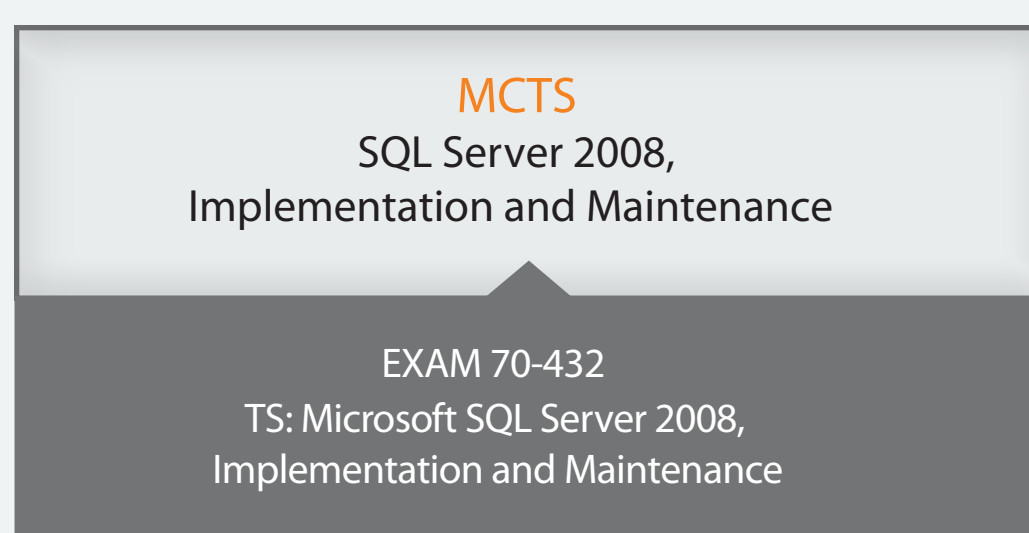 MCTS
SQL Server 2008,
Implementation and Maintenance
EXAM 70-432
TS: Microsoft SQL Server 2008,
Implementation and Maintenance